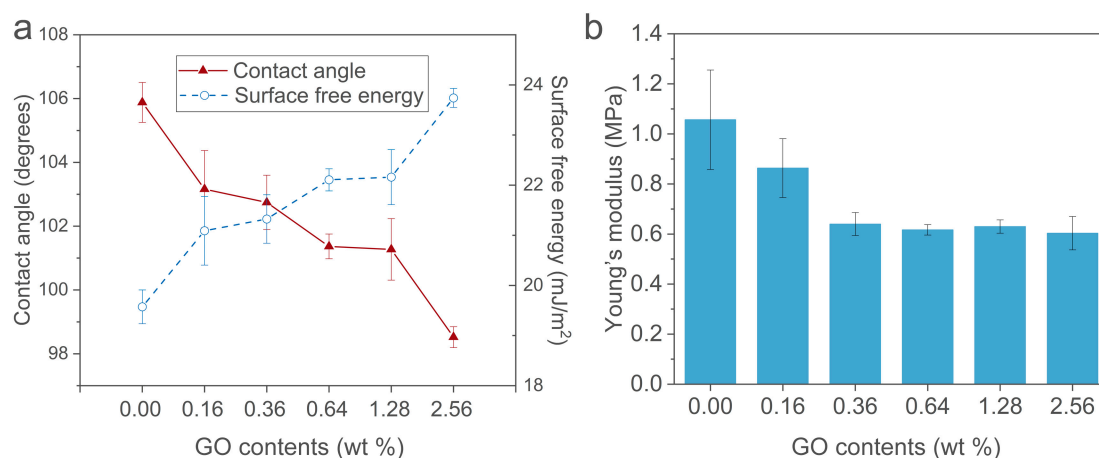 a
108
106
104
102
100
98
Contact angle (degrees)
Contact angle
Surface free energy
24
22
20
18
Surface free energy (mJ/m²)
0.00 0.16 0.36 0.64 1.28 2.56
GO contents (wt %)
b
1.4
1.2
1.0
0.8
0.6
0.4
0.2
0.0
Young's modulus (MPa)
0.00 0.16 0.36 0.64 1.28 2.56
GO contents (wt %)